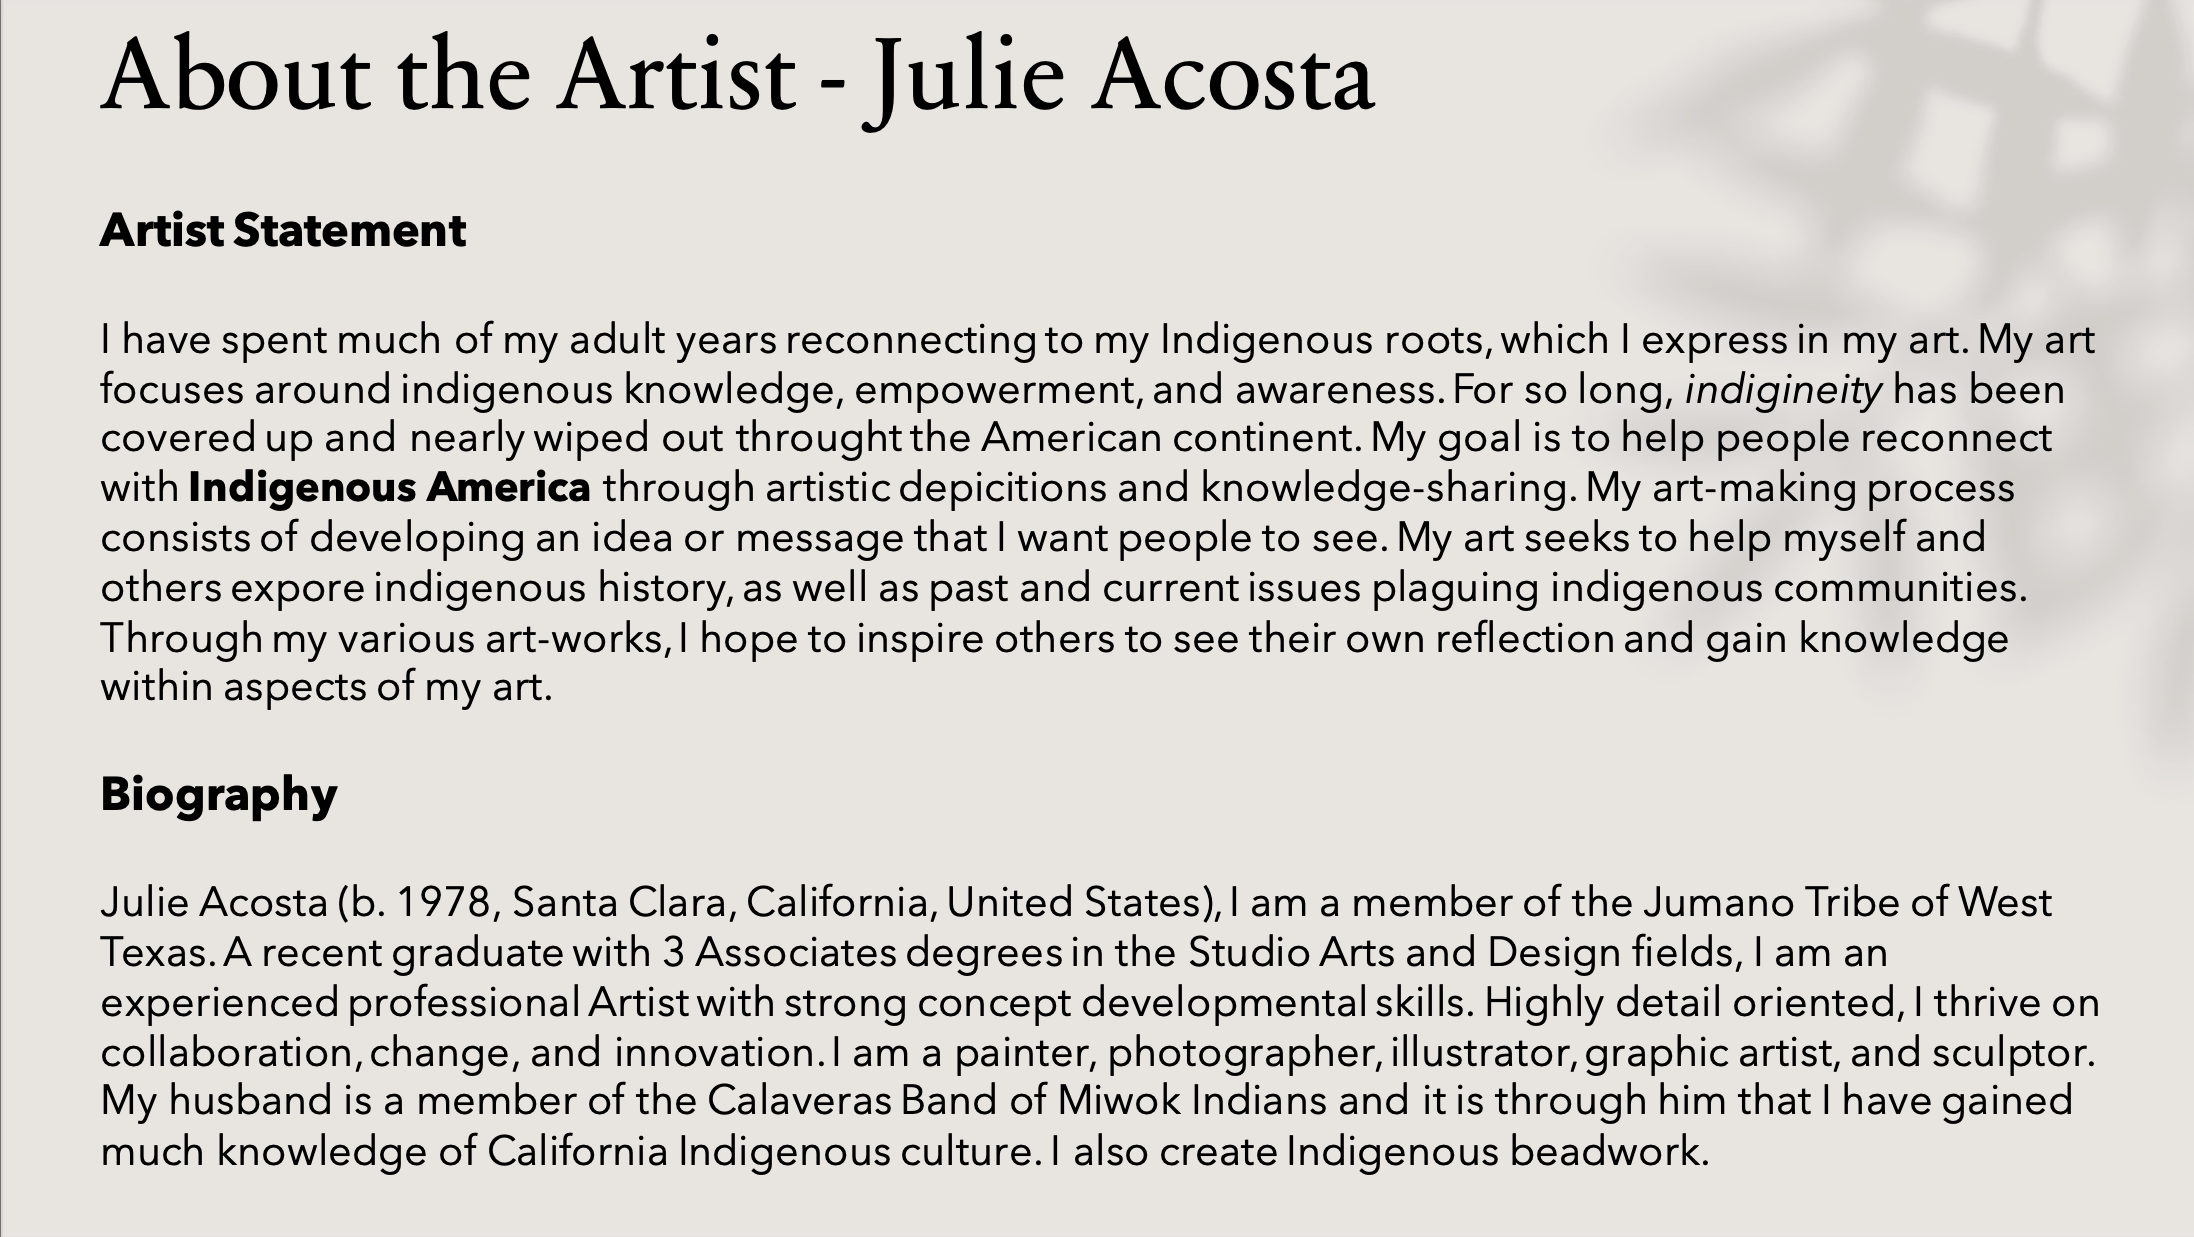 About the Artist - Julie Acosta
Artist Statement
I have spent much of my adult years reconnecting to my Indigenous roots, which I express in my art. My art
focuses around indigenous knowledge, empowerment, and awareness. For so long, indigineity has been
covered up and nearly wiped out throught the American continent. My goal is to help people reconnect
with Indigenous America through artistic depicitions and knowledge-sharing. My art-making process
consists of developing an idea or message that I want people to see. My art seeks to help myself and
others expore indigenous history, as well as past and current issues plaguing indigenous communities.
Through my various art-works, I hope to inspire others to see their own reflection and gain knowledge
within aspects of my art.
Biography
Julie Acosta (b. 1978, Santa Clara, California, United States), I am a member of the Jumano Tribe of West
Texas. A recent graduate with 3 Associates degrees in the Studio Arts and Design fields, I am an
experienced professional Artist with strong concept developmental skills. Highly detail oriented, I thrive on
collaboration, change, and innovation. I am a painter, photographer, illustrator, graphic artist, and sculptor.
My husband is a member of the Calaveras Band of Miwok Indians and it is through him that I have gained
much knowledge of California Indigenous culture. I also create Indigenous beadwork.